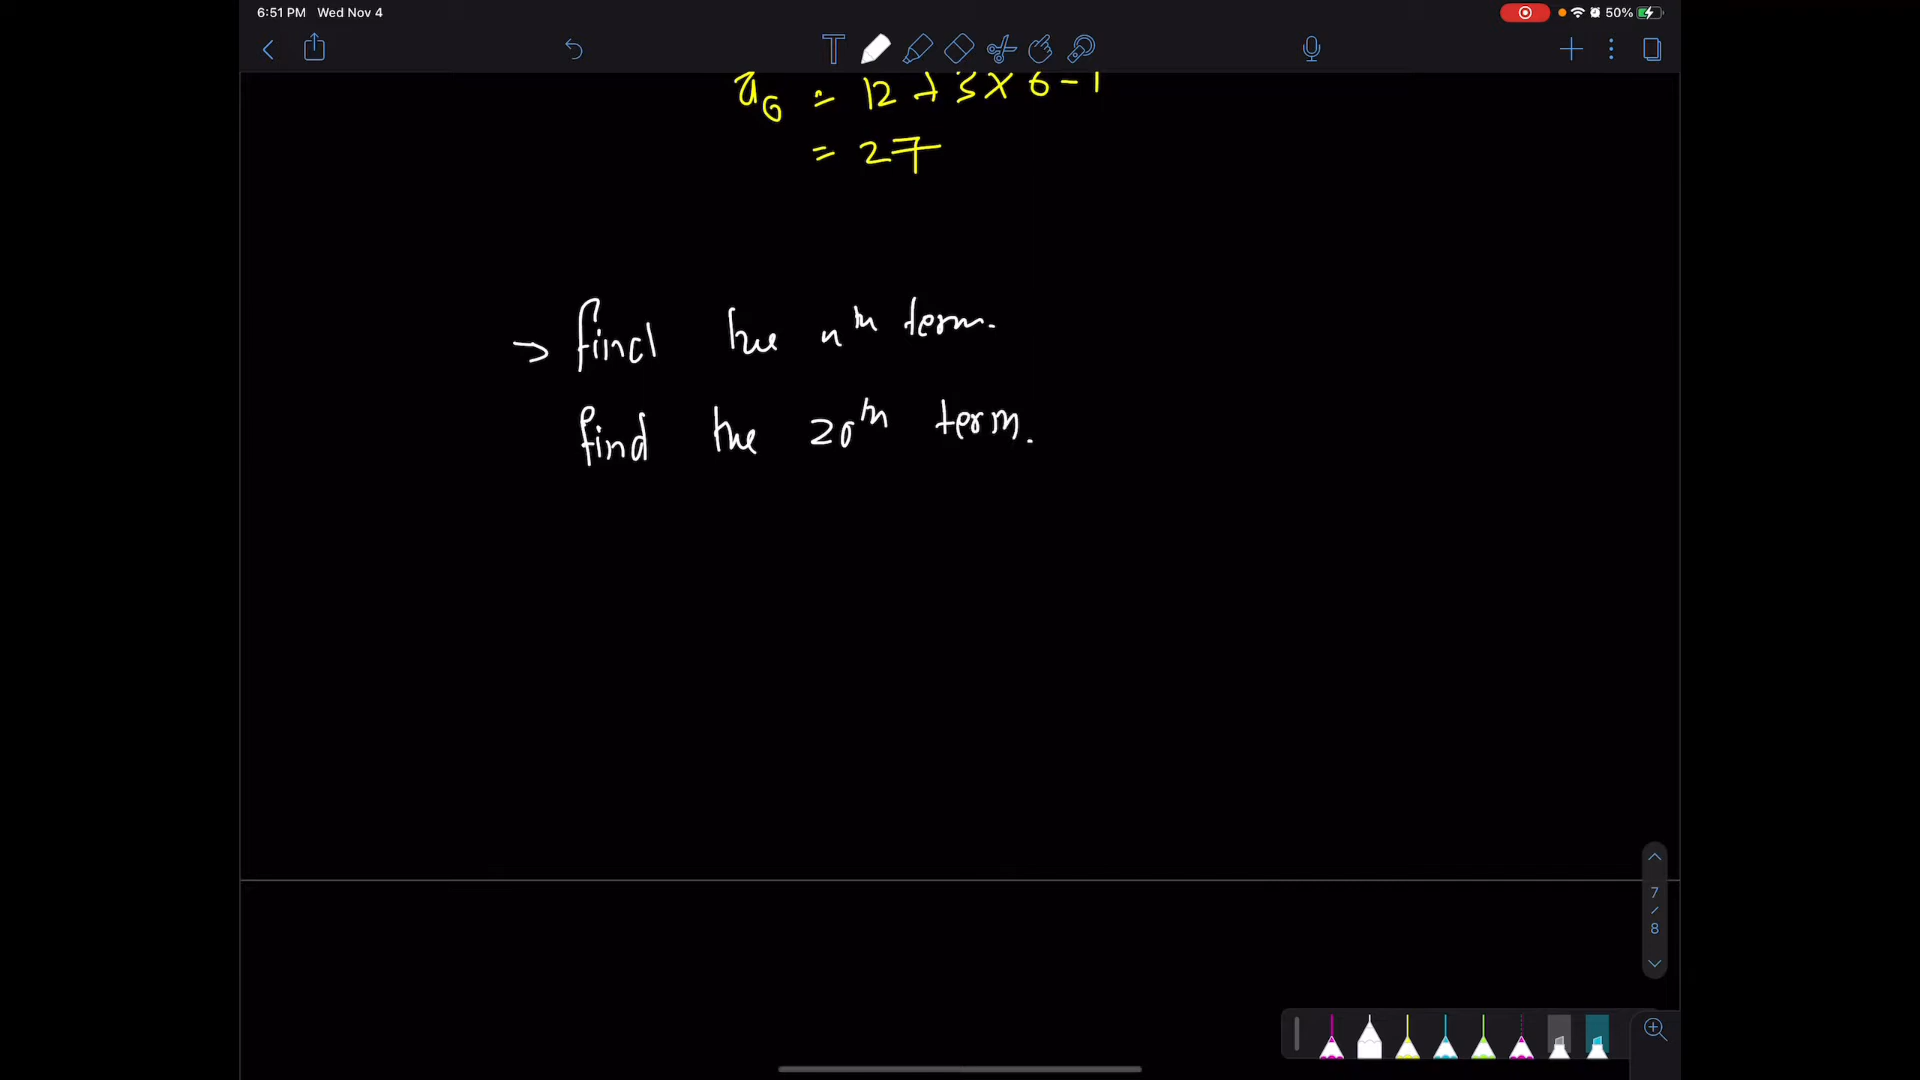 6:51 PM Wed Nov 4
50%
a6 = 12 + 3 x 6 - 1
= 27
→ find the nth term.
find the 20th term.
7
/
8